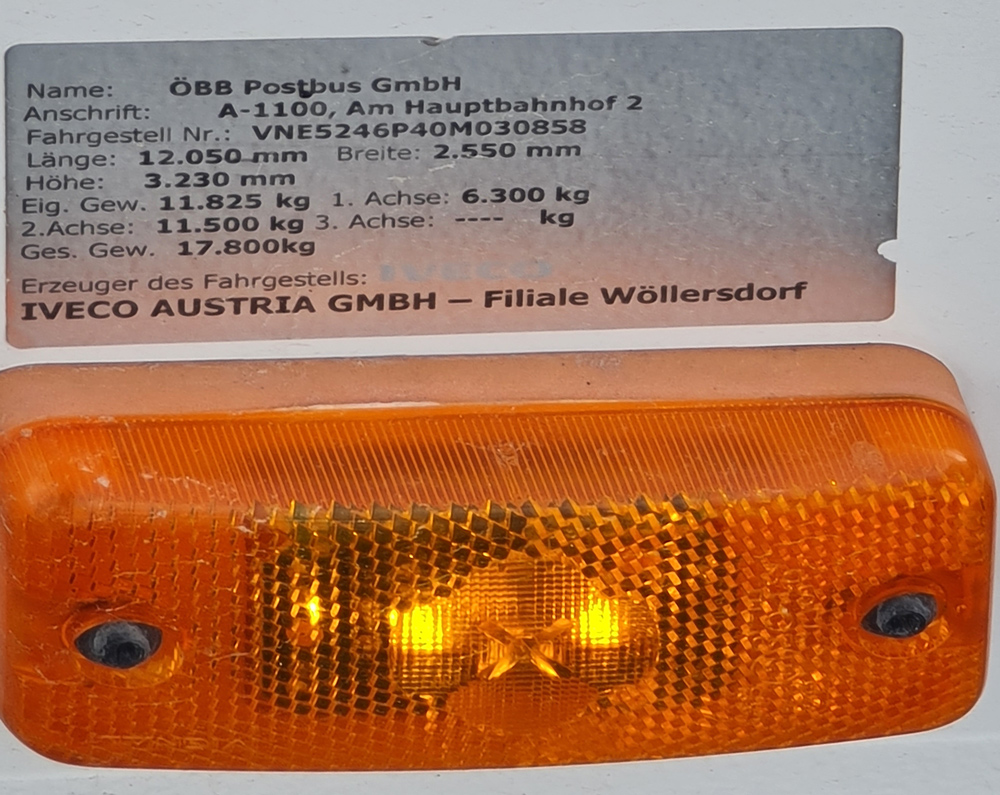 Name: ÖBB Postbus GmbH
Anschrift: A-1100, Am Hauptbahnhof 2
Fahrgestell Nr.: VNE5246P40M030858
Länge: 12.050 mm Breite: 2.550 mm
Höhe: 3.230 mm
Eig. Gew. 11.825 kg 1. Achse: 6.300 kg
2.Achse: 11.500 kg 3. Achse: ---- kg
Ges. Gew. 17.800kg
Erzeuger des Fahrgestells: IVECO
IVECO AUSTRIA GMBH – Filiale Wöllersdorf